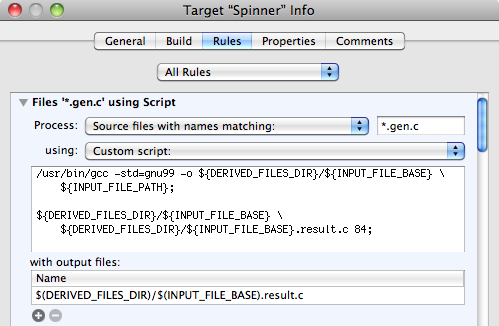 Target “Spinner” Info
General Build Rules Properties Comments
All Rules
Files '*.gen.c' using Script
Process: Source files with names matching: *.gen.c
using: Custom script:
/usr/bin/gcc -std=gnu99 -o ${DERIVED_FILES_DIR}/${INPUT_FILE_BASE} \
${INPUT_FILE_PATH};
${DERIVED_FILES_DIR}/${INPUT_FILE_BASE} \
${DERIVED_FILES_DIR}/${INPUT_FILE_BASE}.result.c 84;
with output files:
Name
$(DERIVED_FILES_DIR)/$(INPUT_FILE_BASE).result.c